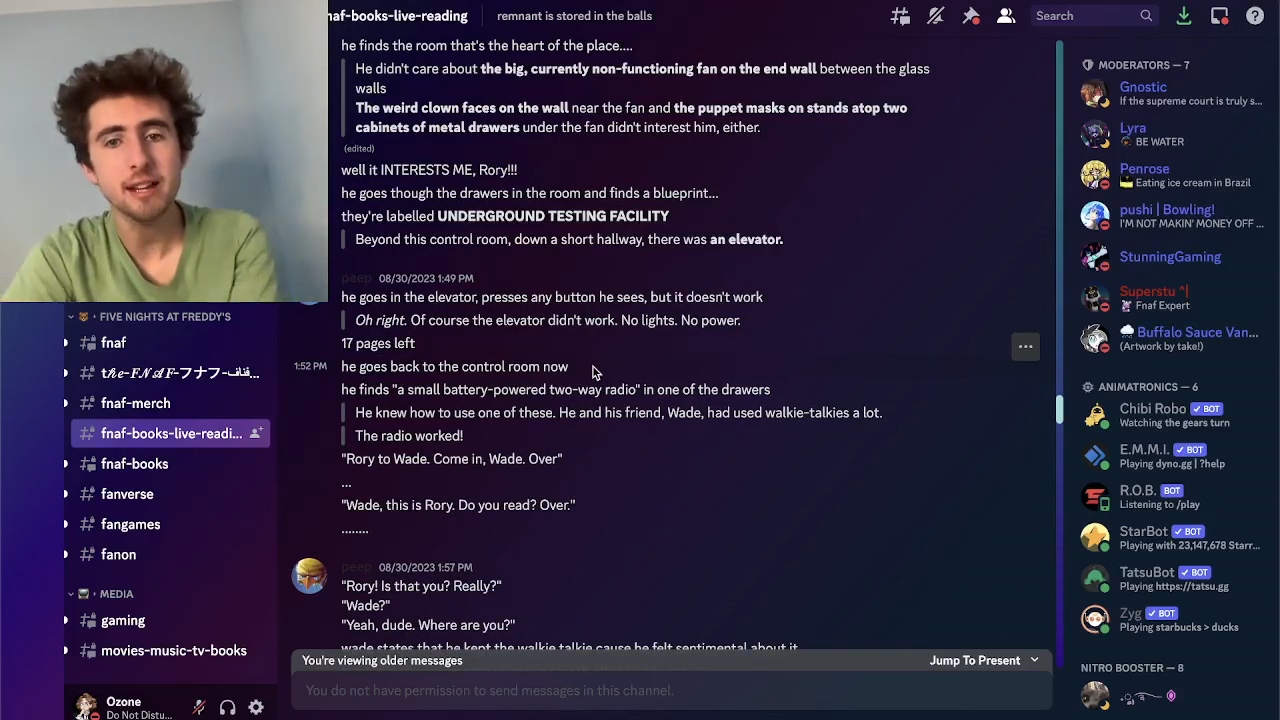 fnaf-books-live-reading
remnant is stored in the balls
Search
he finds the room that's the heart of the place....
He didn't care about the big, currently non-functioning fan on the end wall between the glass
walls
The weird clown faces on the wall near the fan and the puppet masks on stands atop two
cabinets of metal drawers under the fan didn't interest him, either.
(edited)
well it INTERESTS ME, Rory!!!
he goes though the drawers in the room and finds a blueprint...
they're labelled UNDERGROUND TESTING FACILITY
Beyond this control room, down a short hallway, there was an elevator.
peep 08/30/2023 1:49 PM
he goes in the elevator, presses any button he sees, but it doesn't work
Oh right. Of course the elevator didn't work. No lights. No power.
17 pages left
1:52 PM
he goes back to the control room now
he finds "a small battery-powered two-way radio" in one of the drawers
He knew how to use one of these. He and his friend, Wade, had used walkie-talkies a lot.
The radio worked!
"Rory to Wade. Come in, Wade. Over"
...
"Wade, this is Rory. Do you read? Over."
........
peep 08/30/2023 1:57 PM
"Rory! Is that you? Really?"
"Wade?"
"Yeah, dude. Where are you?"
wade states that he kept the walkie talkie cause he felt sentimental about it
You're viewing older messages
Jump To Present
You do not have permission to send messages in this channel.
FIVE NIGHTS AT FREDDY'S
fnaf
fnaf-merch
fnaf-books-live-readi...
fnaf-books
fanverse
fangames
fanon
MEDIA
gaming
movies-music-tv-books
Ozone
Do Not Distu...
MODERATORS — 7
Gnostic
If the supreme court is truly s...
Lyra
BE WATER
Penrose
Eating ice cream in Brazil
pushi | Bowling!
I'M NOT MAKIN' MONEY OFF ...
StunningGaming
Superstu ^|
Fnaf Expert
Buffalo Sauce Van...
(Artwork by take!)
ANIMATRONICS — 6
Chibi Robo BOT
Watching the gears turn
E.M.M.I. BOT
Playing dyno.gg | ?help
R.O.B. BOT
Listening to /play
StarBot BOT
Playing with 23,147,678 Starr...
TatsuBot BOT
Playing https://tatsu.gg
Zyg BOT
Playing starbucks > ducks
NITRO BOOSTER — 8